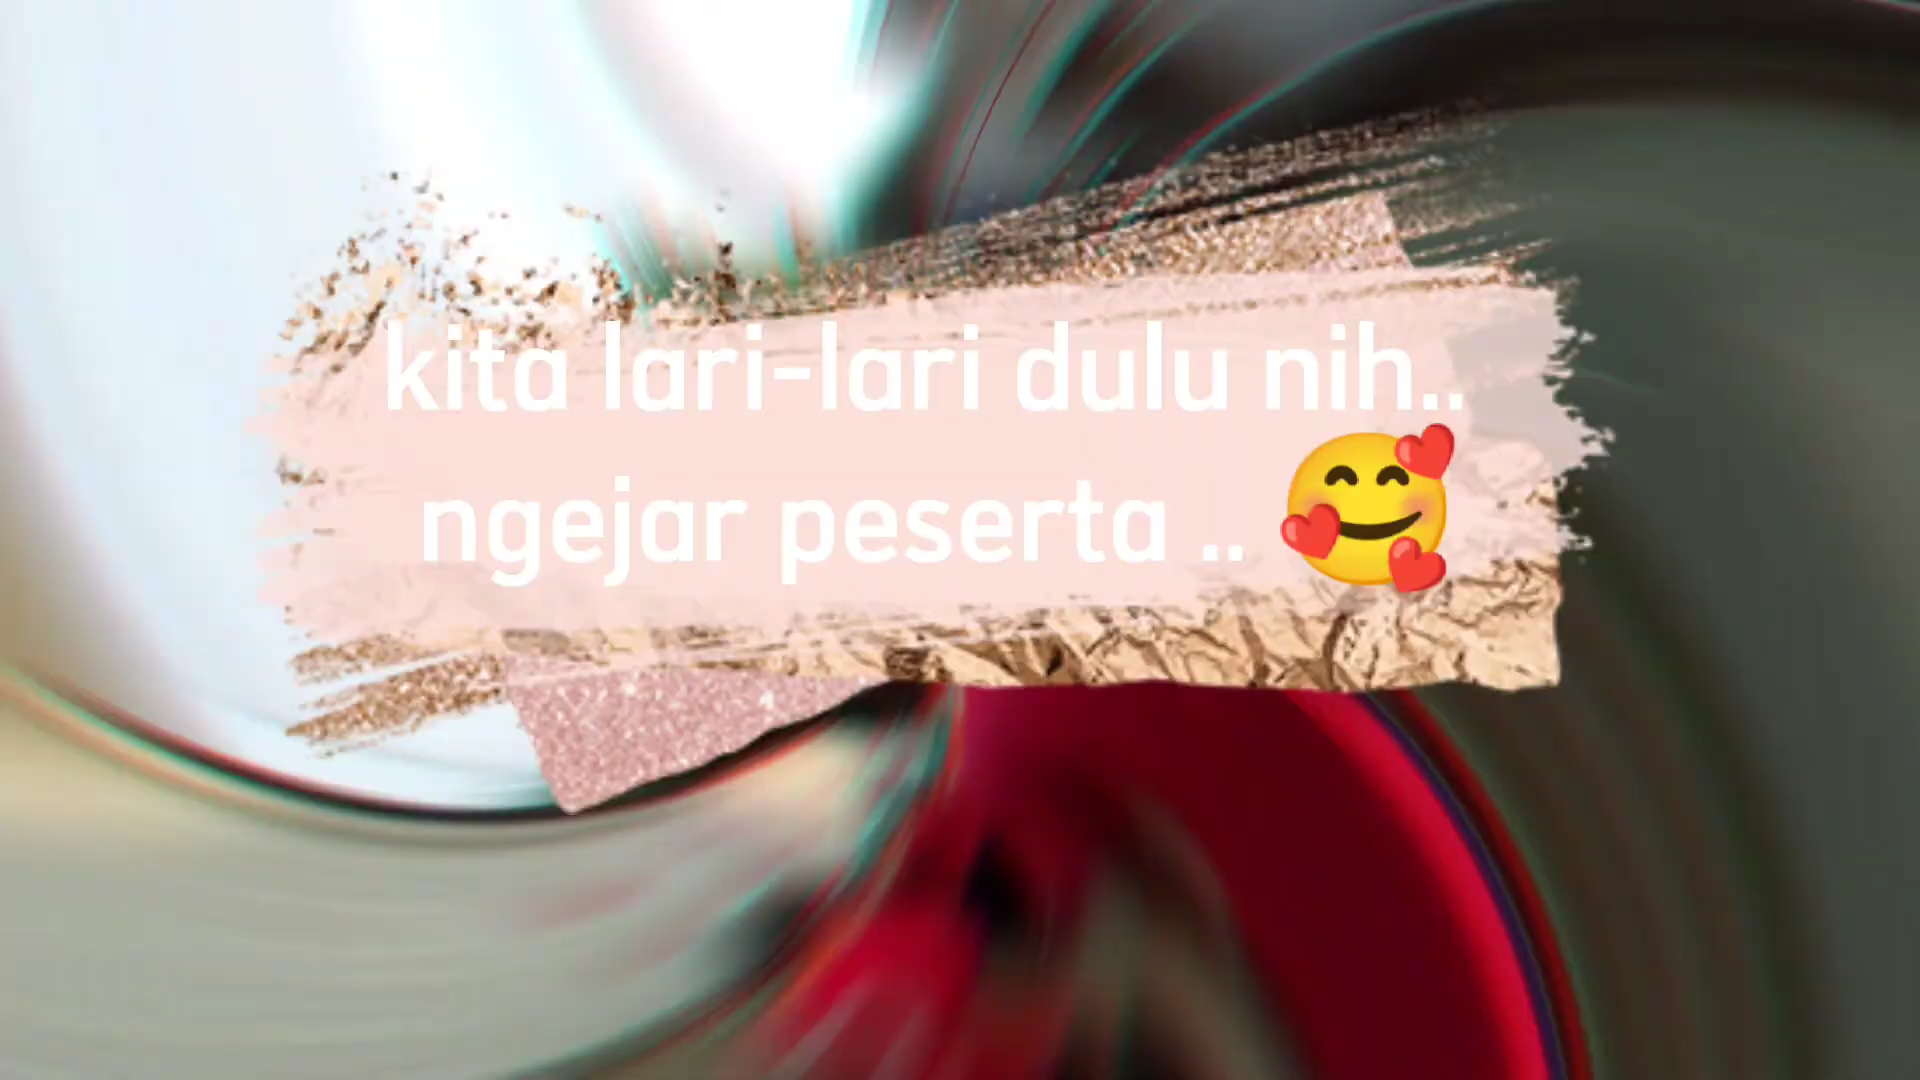 kita lari-lari dulu nih..
ngejar peserta .. 🥰